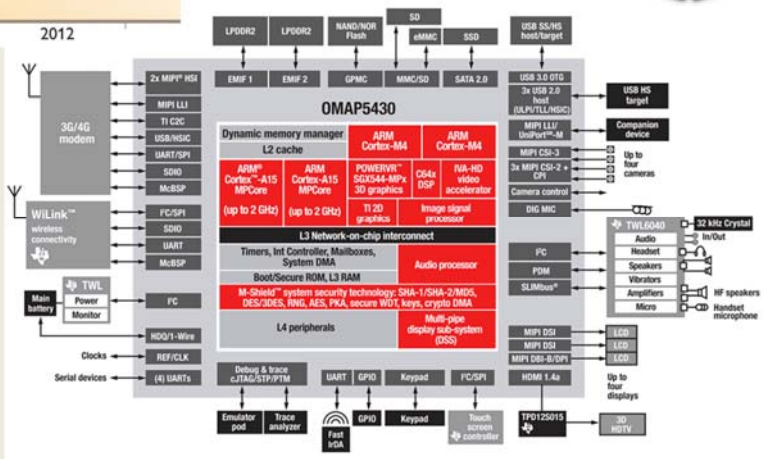 2012
LPDDR2
LPDDR2
NAND/NOR
Flash
SD
eMMC
SSD
USB SS/HS
host/target
EMIF 1
EMIF 2
GPMC
MMC/SD
SATA 2.0
USB 3.0 OTG
3x USB 2.0
host
(ULPI/TLL/HSIC)
USB HS
target
MIPI LLI/
UniPort™-M
Companion
device
MIPI CSI-3
3x MIPI CSI-2 +
CPI
Up to
four
cameras
Camera control
DIG MIC
3G/4G
modem
2x MIPI® HSI
MIPI LLI
TI C2C
USB/HSIC
UART/SPI
SDIO
McBSP
WiLink™
wireless
connectivity
I²C/SPI
SDIO
UART
McBSP
TWL
Power
Monitor
Main
battery
I²C
HDQ/1-Wire
Clocks
REF/CLK
Serial devices
(4) UARTs
OMAP5430
Dynamic memory manager
L2 cache
ARM
Cortex-M4
ARM
Cortex-M4
ARM®
Cortex™-A15
MPCore
(up to 2 GHz)
ARM
Cortex-A15
MPCore
(up to 2 GHz)
POWERVR™
SGX544-MPx
3D graphics
C64x
DSP
IVA-HD
video
accelerator
TI 2D
graphics
Image signal
processor
L3 Network-on-chip interconnect
Timers, Int Controller, Mailboxes,
System DMA
Boot/Secure ROM, L3 RAM
Audio processor
M-Shield™ system security technology: SHA-1/SHA-2/MD5,
DES/3DES, RNG, AES, PKA, secure WDT, keys, crypto DMA
L4 peripherals
Multi-pipe
display sub-system
(DSS)
I²C
PDM
SLIMbus®
TWL6040
32 kHz Crystal
Audio
In/Out
Headset
Speakers
Vibrators
Amplifiers
HF speakers
Micro
Handset
microphone
MIPI DSI
LCD
MIPI DSI
LCD
MIPI DBI-B/DPI
LCD
Up to
four
displays
HDMI 1.4a
TPD12S015
3D
HDTV
Debug & trace
cJTAG/STP/PTM
UART
GPIO
Keypad
I²C/SPI
Emulator
pod
Trace
analyzer
Fast
IrDA
GPIO
Keypad
Touch
screen
controller